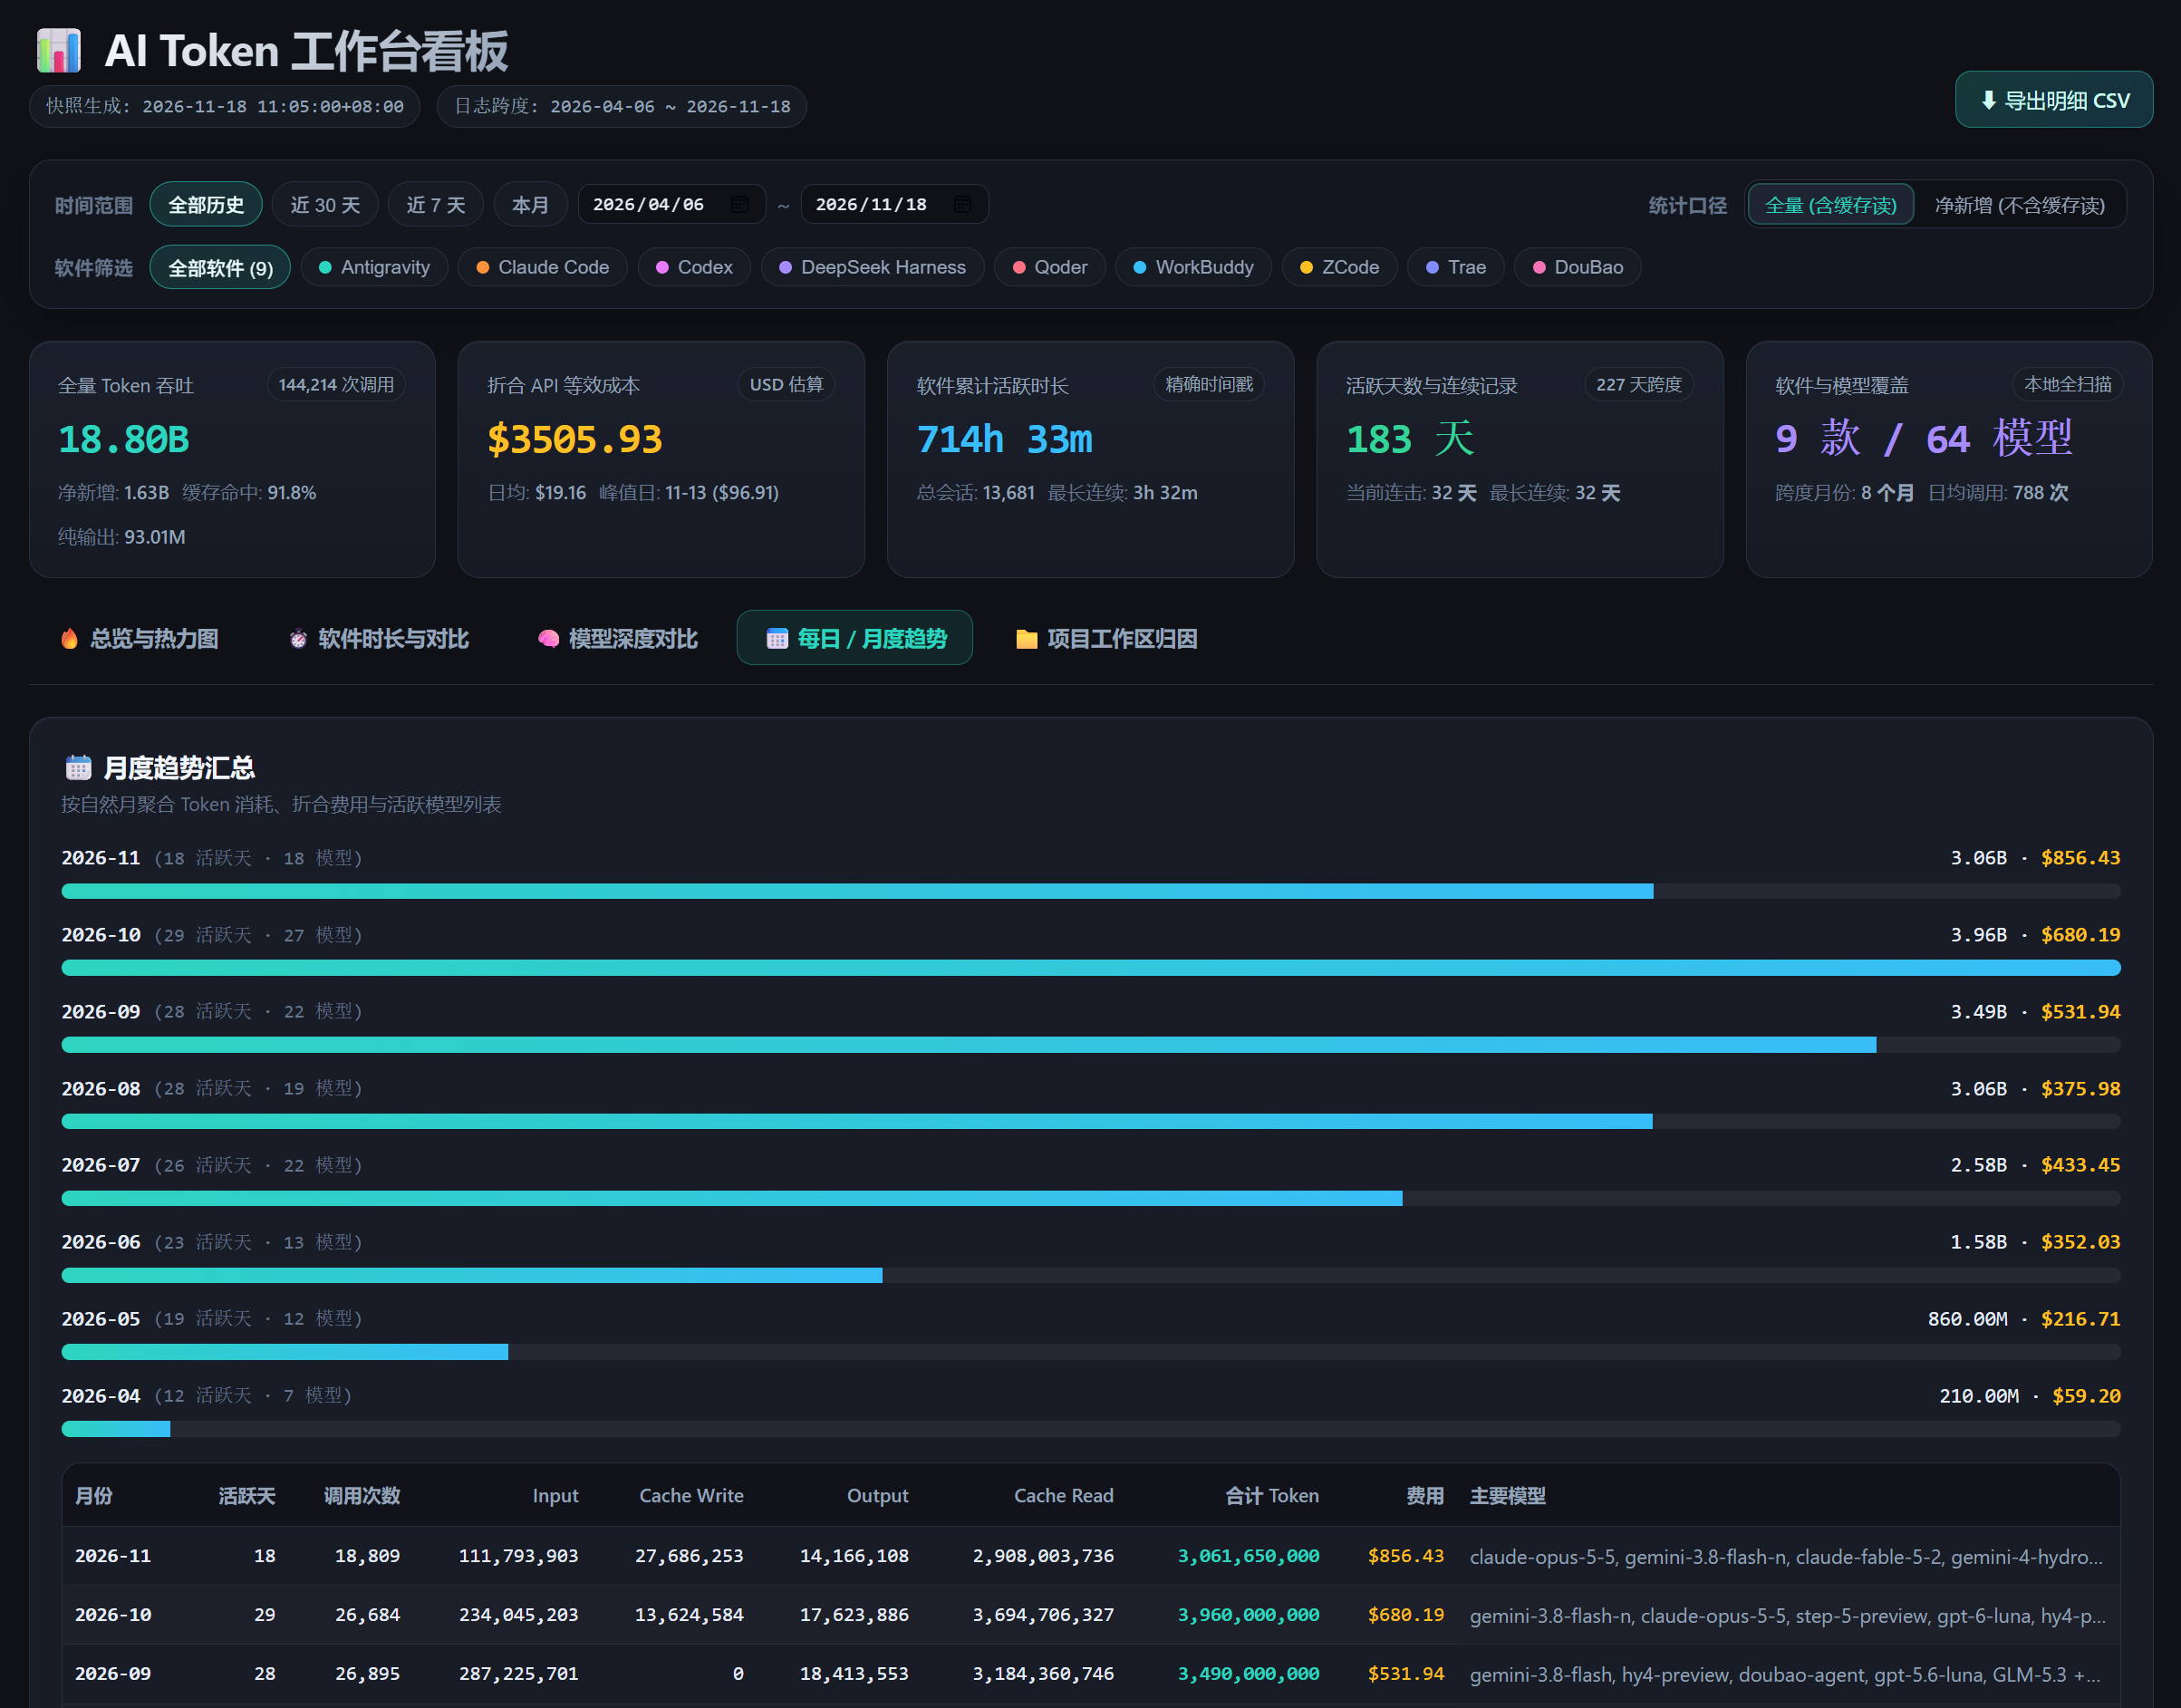 AI Token 工作台看板
快照生成: 2026-11-18 11:05:00+08:00 日志跨度: 2026-04-06 ~ 2026-11-18
⬇ 导出明细 CSV
时间范围 全部历史 近 30 天 近 7 天 本月 2026/04/06 ~ 2026/11/18 统计口径 全量 (含缓存读) 净新增 (不含缓存读)
软件筛选 全部软件 (9) Antigravity Claude Code Codex DeepSeek Harness Qoder WorkBuddy ZCode Trae DouBao
全量 Token 吞吐 144,214 次调用
18.80B
净新增: 1.63B 缓存命中: 91.8%
纯输出: 93.01M
折合 API 等效成本 USD 估算
$3505.93
日均: $19.16 峰值日: 11-13 ($96.91)
软件累计活跃时长 精确时间戳
714h 33m
总会话: 13,681 最长连续: 3h 32m
活跃天数与连续记录 227 天跨度
183 天
当前连击: 32 天 最长连续: 32 天
软件与模型覆盖 本地全扫描
9 款 / 64 模型
跨度月份: 8 个月 日均调用: 788 次
总览与热力图 软件时长与对比 模型深度对比 每日 / 月度趋势 项目工作区归因
月度趋势汇总
按自然月聚合 Token 消耗、折合费用与活跃模型列表
2026-11 (18 活跃天 · 18 模型) 3.06B · $856.43
2026-10 (29 活跃天 · 27 模型) 3.96B · $680.19
2026-09 (28 活跃天 · 22 模型) 3.49B · $531.94
2026-08 (28 活跃天 · 19 模型) 3.06B · $375.98
2026-07 (26 活跃天 · 22 模型) 2.58B · $433.45
2026-06 (23 活跃天 · 13 模型) 1.58B · $352.03
2026-05 (19 活跃天 · 12 模型) 860.00M · $216.71
2026-04 (12 活跃天 · 7 模型) 210.00M · $59.20
月份 活跃天 调用次数 Input Cache Write Output Cache Read 合计 Token 费用 主要模型
2026-11 18 18,809 111,793,903 27,686,253 14,166,108 2,908,003,736 3,061,650,000 $856.43 claude-opus-5-5, gemini-3.8-flash-n, claude-fable-5-2, gemini-4-hydro...
2026-10 29 26,684 234,045,203 13,624,584 17,623,886 3,694,706,327 3,960,000,000 $680.19 gemini-3.8-flash-n, claude-opus-5-5, step-5-preview, gpt-6-luna, hy4-p...
2026-09 28 26,895 287,225,701 0 18,413,553 3,184,360,746 3,490,000,000 $531.94 gemini-3.8-flash, hy4-preview, doubao-agent, gpt-5.6-luna, GLM-5.3 +...